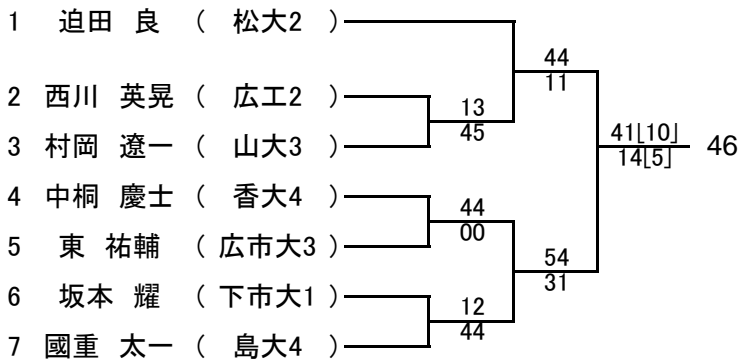 1 迫田 良 ( 松大2 )
44
11
2 西川 英晃 ( 広工2 )
13
45
3 村岡 遼一 ( 山大3 )
41⌊10⌋
14⌊5⌋
46
4 中桐 慶士 ( 香大4 )
44
00
5 東 祐輔 ( 広市大3 )
54
31
6 坂本 耀 ( 下市大1 )
12
44
7 國重 太一 ( 島大4 )